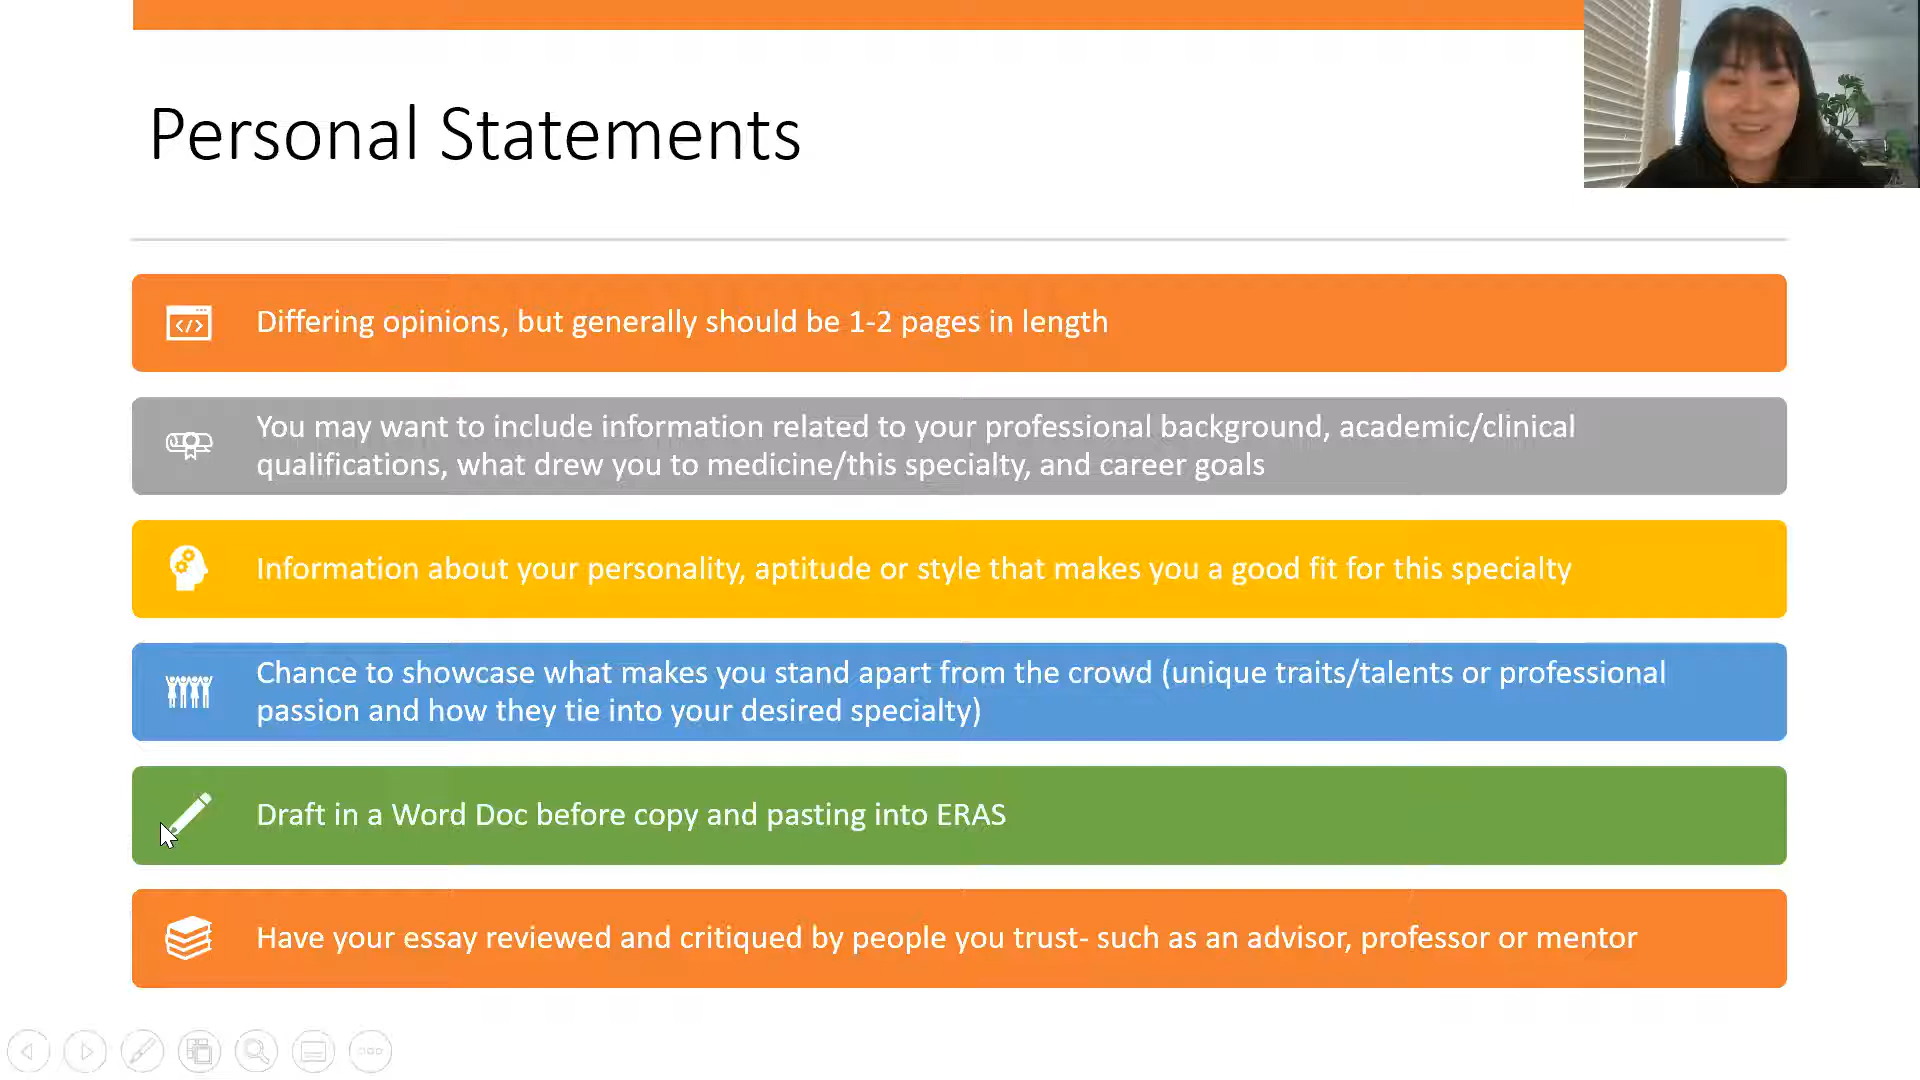 Personal Statements
Differing opinions, but generally should be 1-2 pages in length
You may want to include information related to your professional background, academic/clinical
qualifications, what drew you to medicine/this specialty, and career goals
Information about your personality, aptitude or style that makes you a good fit for this specialty
Chance to showcase what makes you stand apart from the crowd (unique traits/talents or professional
passion and how they tie into your desired specialty)
Draft in a Word Doc before copy and pasting into ERAS
Have your essay reviewed and critiqued by people you trust- such as an advisor, professor or mentor